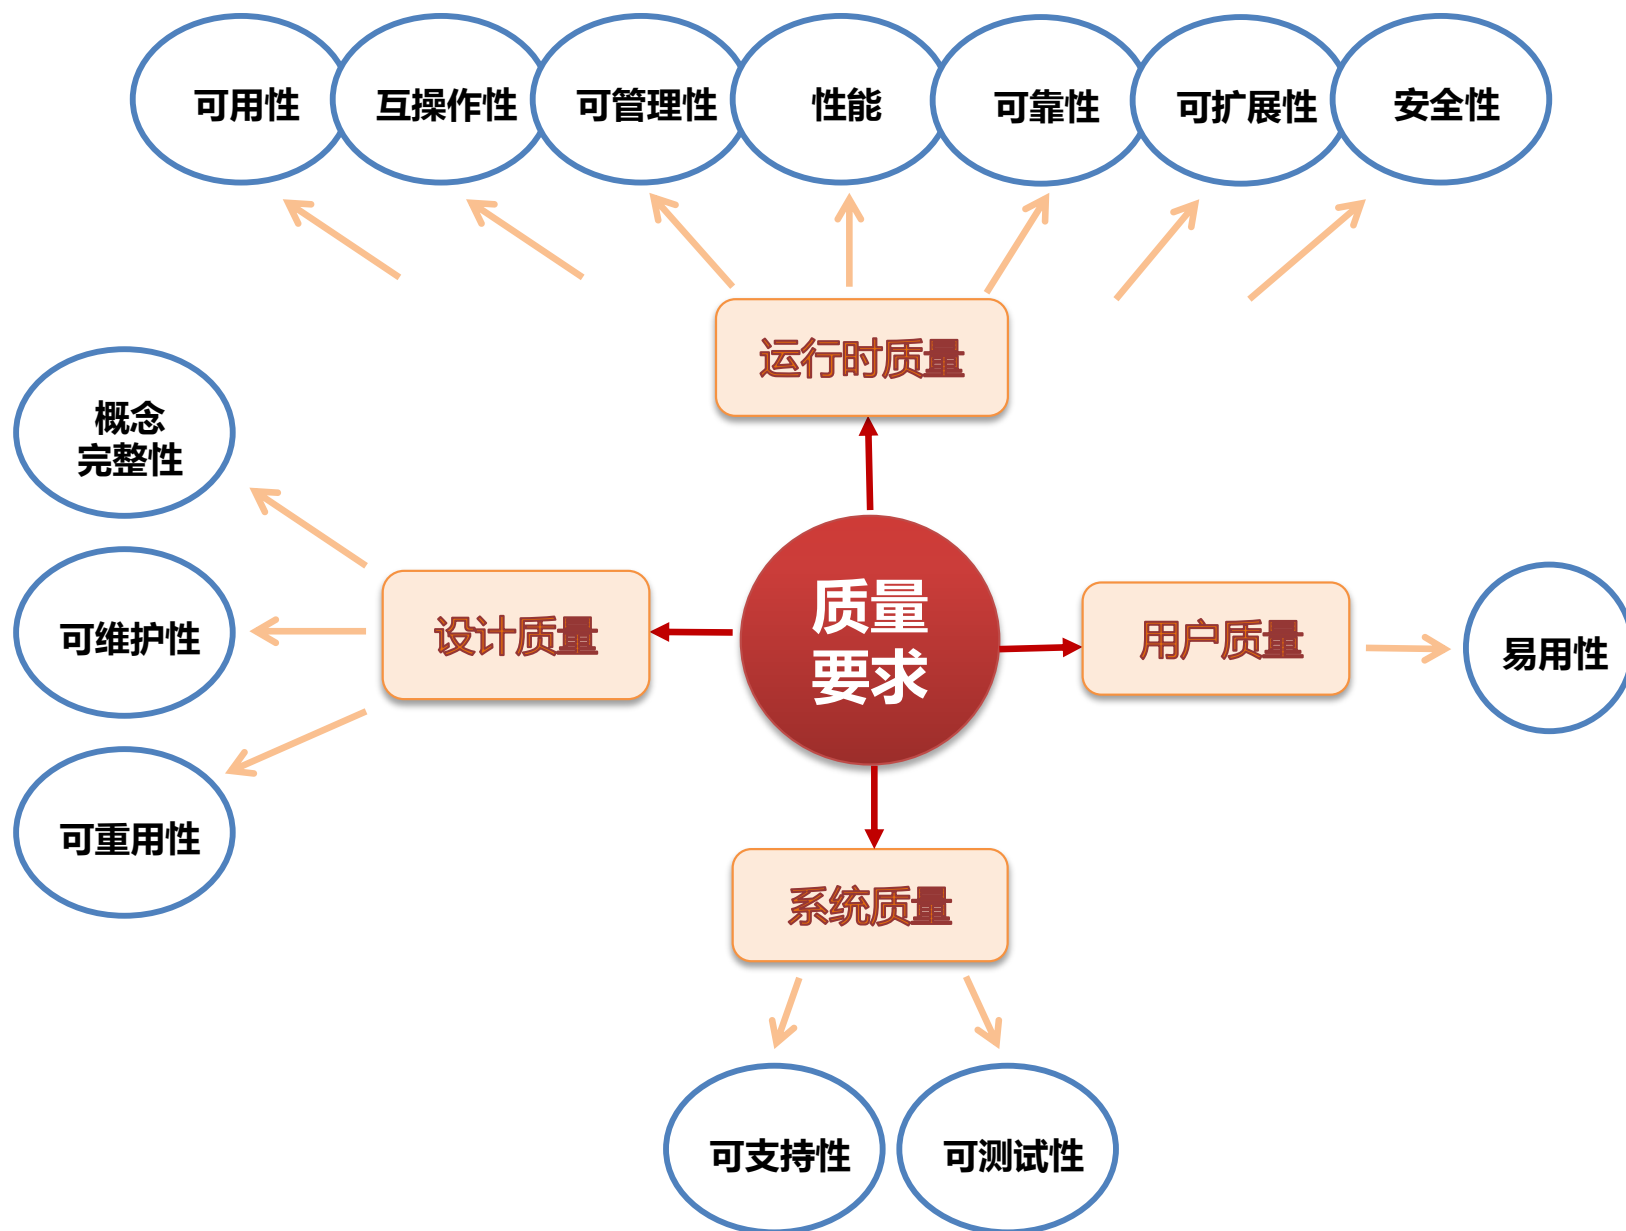 可用性
互操作性
可管理性
性能
可靠性
可扩展性
安全性
运行时质量
概念
完整性
可维护性
可重用性
设计质量
质量
要求
用户质量
易用性
系统质量
可支持性
可测试性